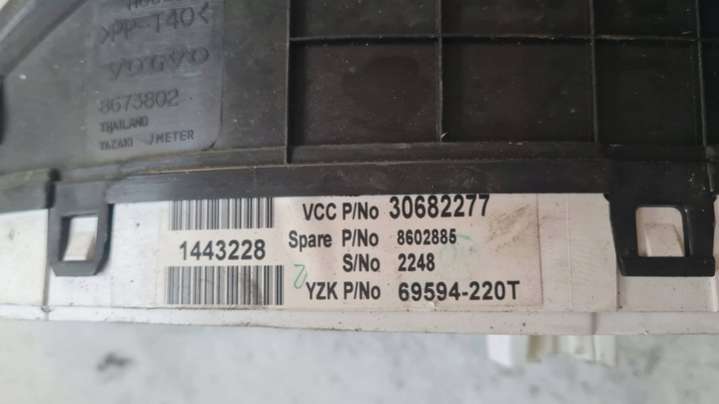 >PP-T40<
VOLVO
8673802
THAILAND
YAZAKI /METER
VCC P/No 30682277
1443228
Spare P/No 8602885
S/No 2248
2
YZK P/No 69594-220T